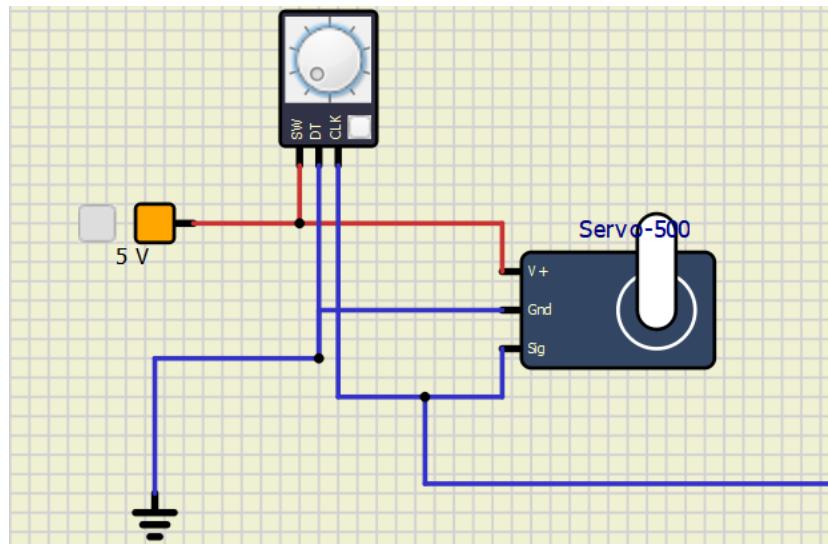 SW
DT
CLK
5 V
Servo-500
V+
Gnd
Sig